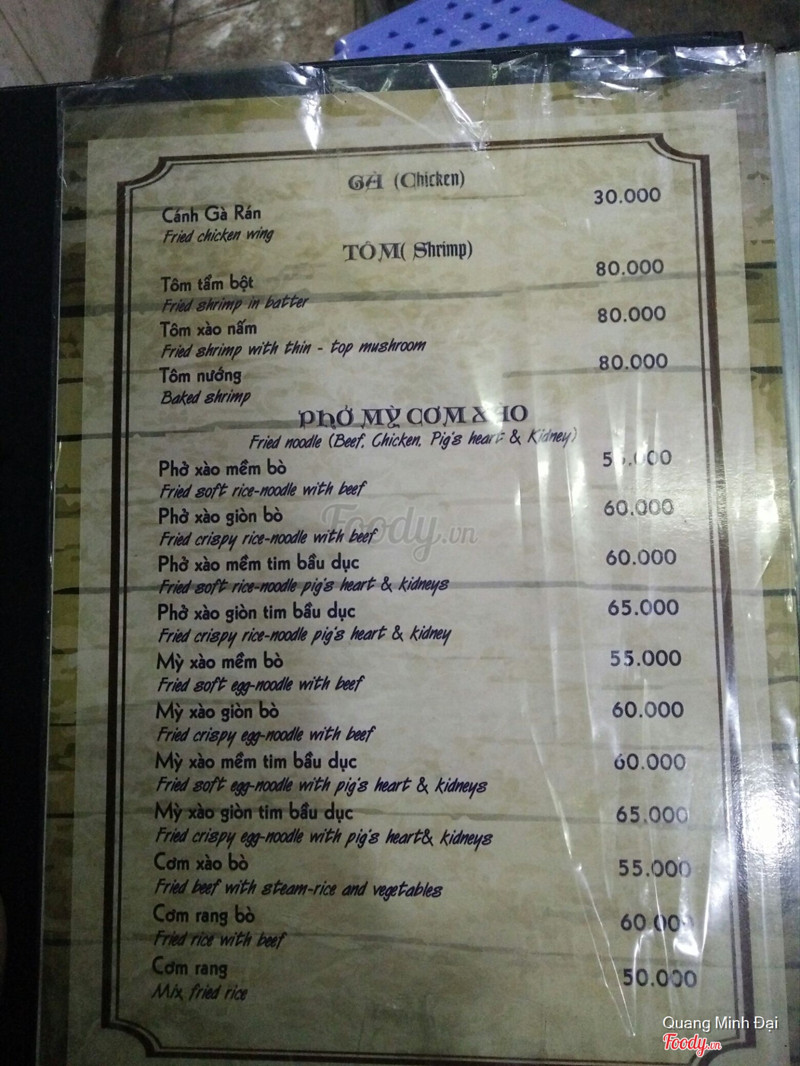 GÀ (Chicken)
Cánh Gà Rán 30.000
Fried chicken wing
TÔM( Shrimp)
Tôm tẩm bột 80.000
Fried shrimp in batter
Tôm xào nấm 80.000
Fried shrimp with thin - top mushroom
Tôm nướng 80.000
Baked shrimp
PHỞ MỲ CƠM XÀO
Fried noodle (Beef, Chicken, Pig's heart & Kidney)
Phở xào mềm bò
Fried soft rice-noodle with beef
Phở xào giòn bò 60.000
Fried crispy rice-noodle with beef
Foody.vn
Phở xào mềm tim bầu dục 60.000
Fried soft rice-noodle pig's heart & kidneys
Phở xào giòn tim bầu dục 65.000
Fried crispy rice-noodle pig's heart & kidney
Mỳ xào mềm bò 55.000
Fried soft egg-noodle with beef
Mỳ xào giòn bò 60.000
Fried crispy egg-noodle with beef
Mỳ xào mềm tim bầu dục 60.000
Fried soft egg-noodle with pig's heart & kidneys
Mỳ xào giòn tim bầu dục 65.000
Fried crispy egg-noodle with pig's heart& kidneys
Cơm xào bò 55.000
Fried beef with steam-rice and vegetables
Cơm rang bò 60.000
Fried rice with beef
Cơm rang 50.000
Mix fried rice
Quang Minh Đại
Foody.vn